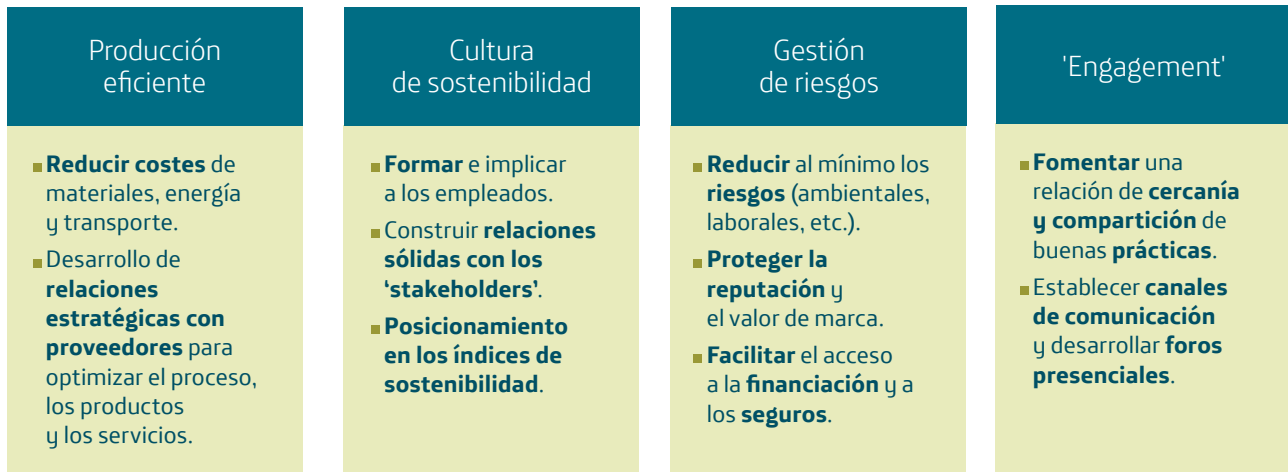 Producción
eficiente
Reducir costes de
materiales, energía
y transporte.
Desarrollo de
relaciones
estratégicas con
proveedores para
optimizar el proceso,
los productos
y los servicios.
Cultura
de sostenibilidad
Formar e implicar
a los empleados.
Construir relaciones
sólidas con los
‘stakeholders’.
Posicionamiento
en los índices de
sostenibilidad.
Gestión
de riesgos
Reducir al mínimo los
riesgos (ambientales,
laborales, etc.).
Proteger la
reputación y
el valor de marca.
Facilitar el acceso
a la financiación y a
los seguros.
'Engagement'
Fomentar una
relación de cercanía
y compartición de
buenas prácticas.
Establecer canales
de comunicación
y desarrollar foros
presenciales.